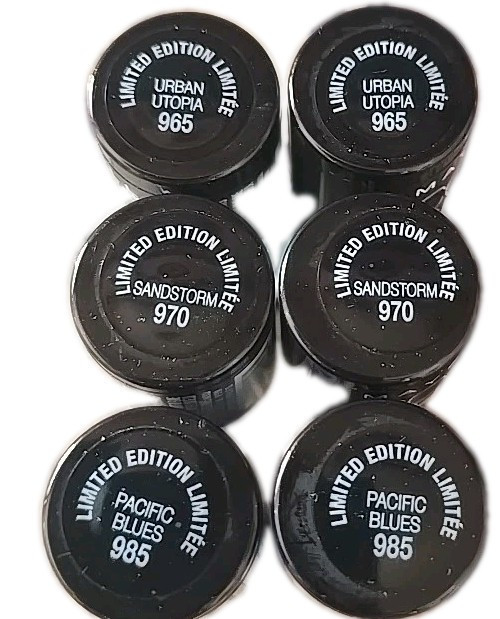 LIMITED EDITION LIMITÉE
URBAN
UTOPIA
965
LIMITED EDITION LIMITÉE
URBAN
UTOPIA
965
LIMITED EDITION LIMITÉE
SANDSTORM
970
LIMITED EDITION LIMITÉE
SANDSTORM
970
LIMITED EDITION LIMITÉE
PACIFIC
BLUES
985
LIMITED EDITION LIMITÉE
PACIFIC
BLUES
985